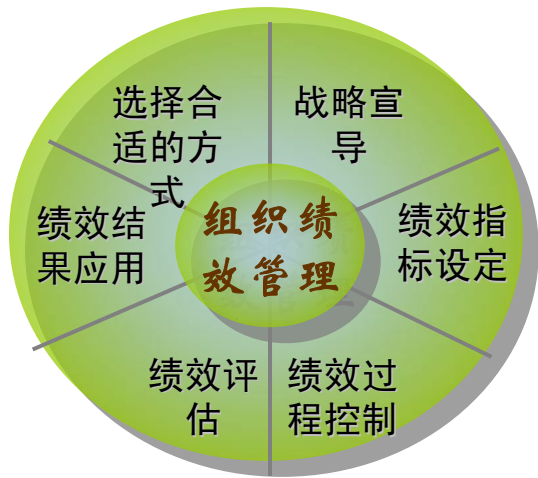 选择合
适的方
式
战略宣
导
绩效结
果应用
组织绩
效管理
绩效指
标设定
绩效评
估
绩效过
程控制